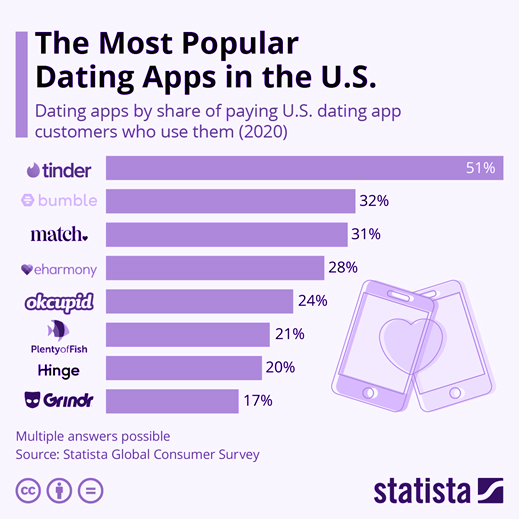 The Most Popular
Dating Apps in the U.S.
Dating apps by share of paying U.S. dating app
customers who use them (2020)
tinder 51%
bumble 32%
match 31%
eharmony 28%
okcupid 24%
PlentyofFish 21%
Hinge 20%
Grindr 17%
Multiple answers possible
Source: Statista Global Consumer Survey
cc =
statista